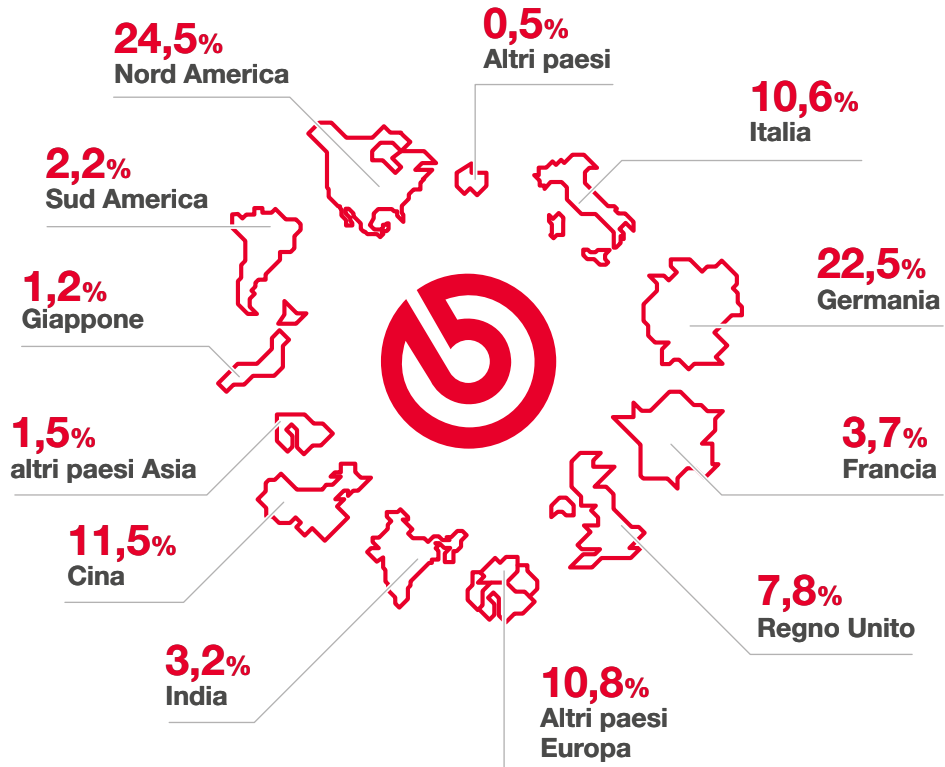 24,5%
Nord America
0,5%
Altri paesi
10,6%
Italia
2,2%
Sud America
22,5%
Germania
1,2%
Giappone
3,7%
Francia
1,5%
altri paesi Asia
11,5%
Cina
7,8%
Regno Unito
3,2%
India
10,8%
Altri paesi
Europa